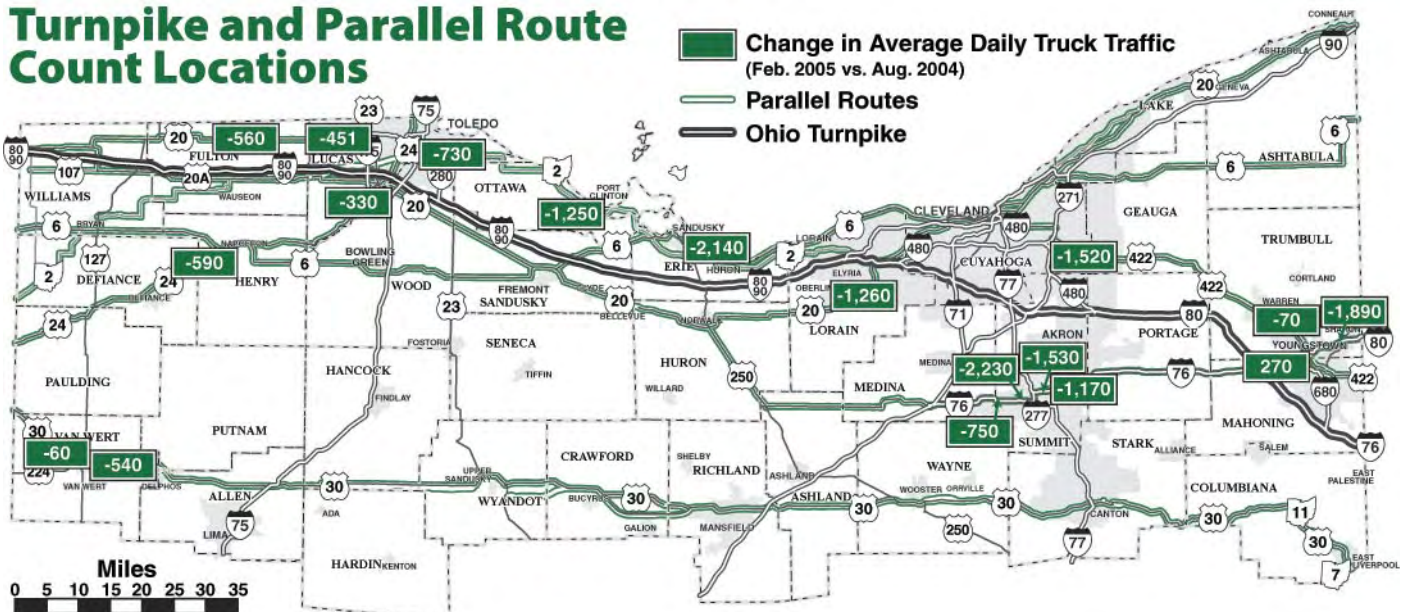 Turnpike and Parallel Route
Count Locations
Change in Average Daily Truck Traffic
(Feb. 2005 vs. Aug. 2004)
Parallel Routes
Ohio Turnpike
CONNEAUT
90
ASHTABULA
20
GENEVA
LAKE
23
75
TOLEDO
20
-560
-451
24
-730
6
80
90
FULTON
LUCAS
280
2
6
ASHTABULA
107
20A
80
90
OTTAWA
PORT
CLINTON
271
WILLIAMS
WAUSEON
-330
20
-1,250
CLEVELAND
GEAUGA
6
BRYAN
80
90
SANDUSKY
LORAIN
6
480
TRUMBULL
NAPOLEON
BOWLING
GREEN
6
-2,140
2
480
-1,520
422
127
-590
6
ERIE
HURON
ELYRIA
CUYAHOGA
CORTLAND
2
DEFIANCE
24
HENRY
WOOD
FREMONT
CLYDE
80
90
OBERLIN
-1,260
77
480
422
WARREN
DEFIANCE
23
SANDUSKY
20
20
LORAIN
71
80
-70
-1,890
24
BELLEVUE
NORWALK
AKRON
PORTAGE
SHARON
FOSTORIA
SENECA
HURON
MEDINA
-1,530
YOUNGSTOWN
80
PAULDING
HANCOCK
TIFFIN
WILLARD
250
MEDINA
-2,230
-1,170
76
270
422
FINDLAY
76
277
680
30
PUTNAM
-750
SUMMIT
STARK
MAHONING
76
VAN WERT
CRAWFORD
SHELBY
RICHLAND
WAYNE
ALLIANCE
SALEM
-60
-540
UPPER
SANDUSKY
ASHLAND
EAST
PALESTINE
224
VAN WERT
DELPHOS
ALLEN
30
WYANDOT
BUCYRUS
30
ASHLAND
WOOSTER
ORRVILLE
30
COLUMBIANA
ADA
GALION
MANSFIELD
30
CANTON
30
11
75
LIMA
250
77
30
HARDIN
KENTON
EAST
LIVERPOOL
7
Miles
0 5 10 15 20 25 30 35